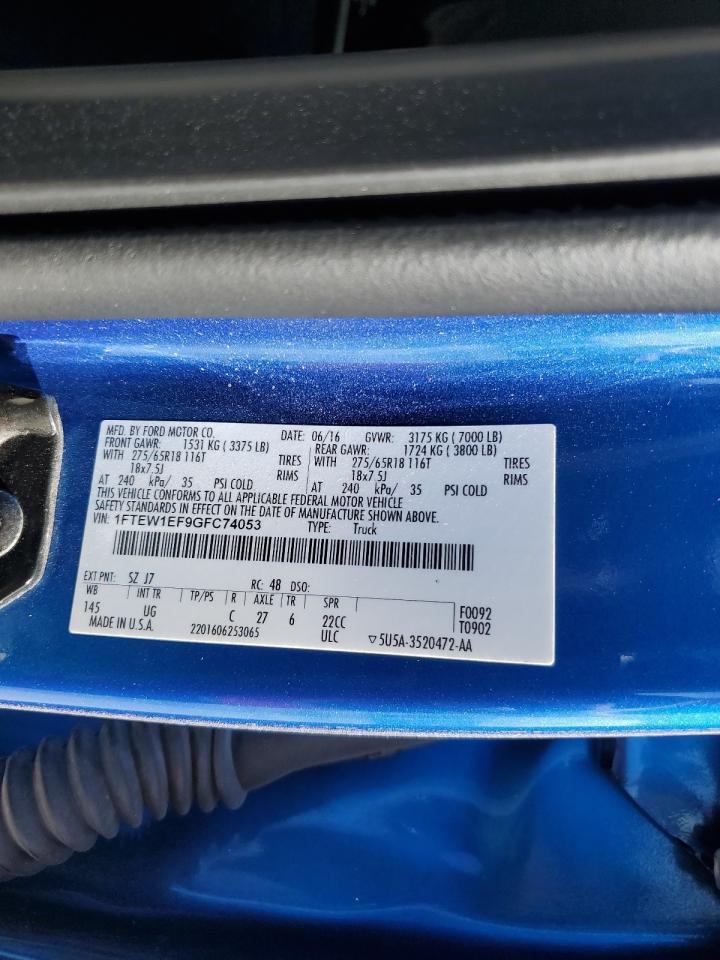 MFD. BY FORD MOTOR CO. DATE: 06/16 GVWR: 3175 KG ( 7000 LB)
FRONT GAWR: 1531 KG ( 3375 LB) REAR GAWR: 1724 KG ( 3800 LB)
WITH 275/65R18 116T TIRES WITH 275/65R18 116T TIRES
18x7.5J RIMS 18x7.5J RIMS
AT 240 kPa/ 35 PSI COLD AT 240 kPa/ 35 PSI COLD
THIS VEHICLE CONFORMS TO ALL APPLICABLE FEDERAL MOTOR VEHICLE
SAFETY STANDARDS IN EFFECT ON THE DATE OF MANUFACTURE SHOWN ABOVE.
VIN: 1FTEW1EF9GFC74053 TYPE: Truck
EXT PNT: SZ J7 RC: 48 DSO:
WB INT TR TP/PS R AXLE TR SPR
145 UG C 27 6 22CC F0092
MADE IN U.S.A. 2201606253065 ULC T0902
▽5U5A-3520472-AA